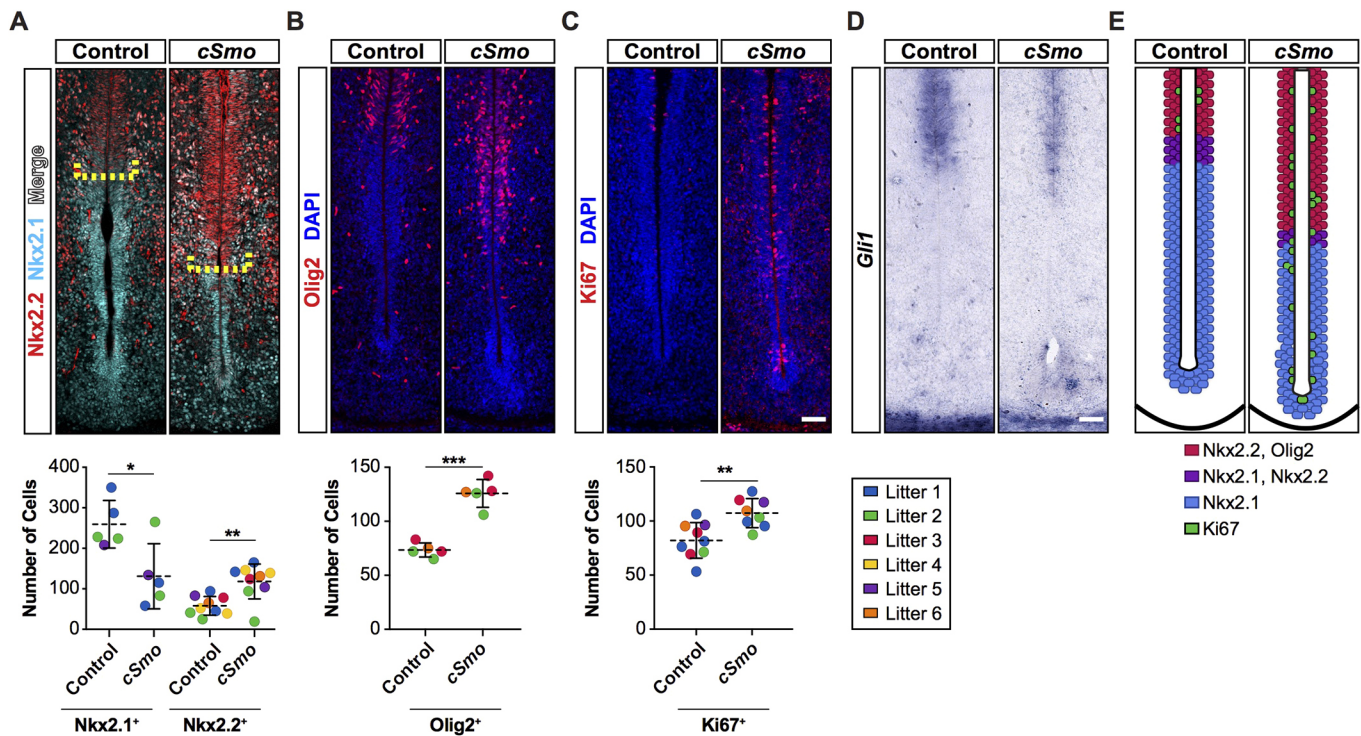 A
B
C
D
E
Control
cSmo
Control
cSmo
Control
cSmo
Control
cSmo
Control
cSmo
Nkx2.2 Nkx2.1 Merge
Olig2 DAPI
Ki67 DAPI
Gli1
Nkx2.2, Olig2
Nkx2.1, Nkx2.2
Nkx2.1
Ki67
Number of Cells
400
300
200
100
0
*
**
Control
cSmo
Control
cSmo
Nkx2.1+
Nkx2.2+
Number of Cells
150
100
50
0
***
Control
cSmo
Olig2+
Number of Cells
150
100
50
0
**
Control
cSmo
Ki67+
Litter 1
Litter 2
Litter 3
Litter 4
Litter 5
Litter 6